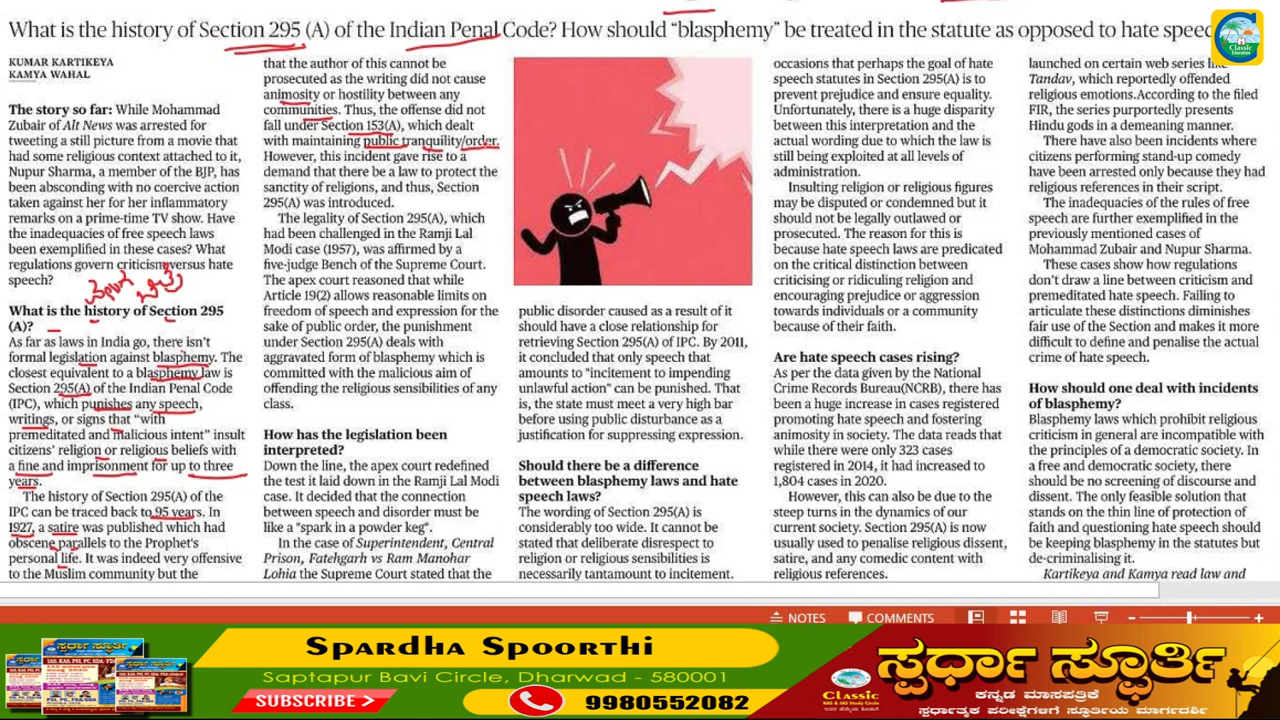 What is the history of Section 295 (A) of the Indian Penal Code? How should “blasphemy” be treated in the statute as opposed to hate
Classic
Education
KUMAR KARTIKEYA
KAMYA WAHAL
The story so far: While Mohammad
Zubair of Alt News was arrested for
tweeting a still picture from a movie that
had some religious context attached to it,
Nupur Sharma, a member of the BJP, has
been absconding with no coercive action
taken against her for her inflammatory
remarks on a prime-time TV show. Have
the inadequacies of free speech laws
been exemplified in these cases? What
regulations govern criticism versus hate
speech?
What is the history of Section 295
(A)?
As far as laws in India go, there isn’t
formal legislation against blasphemy. The
closest equivalent to a blasphemy law is
Section 295(A) of the Indian Penal Code
(IPC), which punishes any speech,
writings, or signs that "with
premeditated and malicious intent" insult
citizens' religion or religious beliefs with
a fine and imprisonment for up to three
years.
The history of Section 295(A) of the
IPC can be traced back to 95 years. In
1927, a satire was published which had
obscene parallels to the Prophet's
personal life. It was indeed very offensive
to the Muslim community but the
that the author of this cannot be
prosecuted as the writing did not cause
animosity or hostility between any
communities. Thus, the offense did not
fall under Section 153(A), which dealt
with maintaining public tranquility/order.
However, this incident gave rise to a
demand that there be a law to protect the
sanctity of religions, and thus, Section
295(A) was introduced.
The legality of Section 295(A), which
had been challenged in the Ramji Lal
Modi case (1957), was affirmed by a
five-judge Bench of the Supreme Court.
The apex court reasoned that while
Article 19(2) allows reasonable limits on
freedom of speech and expression for the
sake of public order, the punishment
under Section 295(A) deals with
aggravated form of blasphemy which is
committed with the malicious aim of
offending the religious sensibilities of any
class.
How has the legislation been
interpreted?
Down the line, the apex court redefined
the test it laid down in the Ramji Lal Modi
case. It decided that the connection
between speech and disorder must be
like a "spark in a powder keg".
In the case of Superintendent, Central
Prison, Fatehgarh vs Ram Manohar
Lohia the Supreme Court stated that the
public disorder caused as a result of it
should have a close relationship for
retrieving Section 295(A) of IPC. By 2011,
it concluded that only speech that
amounts to "incitement to impending
unlawful action" can be punished. That
is, the state must meet a very high bar
before using public disturbance as a
justification for suppressing expression.
Should there be a difference
between blasphemy laws and hate
speech laws?
The wording of Section 295(A) is
considerably too wide. It cannot be
stated that deliberate disrespect to
religion or religious sensibilities is
necessarily tantamount to incitement.
occasions that perhaps the goal of hate
speech statutes in Section 295(A) is to
prevent prejudice and ensure equality.
Unfortunately, there is a huge disparity
between this interpretation and the
actual wording due to which the law is
still being exploited at all levels of
administration.
Insulting religion or religious figures
may be disputed or condemned but it
should not be legally outlawed or
prosecuted. The reason for this is
because hate speech laws are predicated
on the critical distinction between
criticising or ridiculing religion and
encouraging prejudice or aggression
towards individuals or a community
because of their faith.
Are hate speech cases rising?
As per the data given by the National
Crime Records Bureau(NCRB), there has
been a huge increase in cases registered
promoting hate speech and fostering
animosity in society. The data reads that
while there were only 323 cases
registered in 2014, it had increased to
1,804 cases in 2020.
However, this can also be due to the
steep turns in the dynamics of our
current society. Section 295(A) is now
usually used to penalise religious dissent,
satire, and any comedic content with
religious references.
launched on certain web series like
Tandav, which reportedly offended
religious emotions.According to the filed
FIR, the series purportedly presents
Hindu gods in a demeaning manner.
There have also been incidents where
citizens performing stand-up comedy
have been arrested only because they had
religious references in their script.
The inadequacies of the rules of free
speech are further exemplified in the
previously mentioned cases of
Mohammad Zubair and Nupur Sharma.
These cases show how regulations
don’t draw a line between criticism and
premeditated hate speech. Failing to
articulate these distinctions diminishes
fair use of the Section and makes it more
difficult to define and penalise the actual
crime of hate speech.
How should one deal with incidents
of blasphemy?
Blasphemy laws which prohibit religious
criticism in general are incompatible with
the principles of a democratic society. In
a free and democratic society, there
should be no screening of discourse and
dissent. The only feasible solution that
stands on the thin line of protection of
faith and questioning hate speech should
be keeping blasphemy in the statutes but
de-criminalising it.
Kartikeya and Kamya read law and
NOTES COMMENTS
Spardha Spoorthi
Saptapur Bavi Circle, Dharwad - 580001
SUBSCRIBE 9980552082
ಸ್ಪರ್ಧಾ ಸ್ಫೂರ್ತಿ
Classic
KAS & IAS Study Circle
ಕನ್ನಡ ಮಾಸಪತ್ರಿಕೆ
ಸ್ಪರ್ಧಾತ್ಮಕ ಪರೀಕ್ಷೆಗಳಿಗೆ ಸ್ಫೂರ್ತಿಯ ಮಾರ್ಗದರ್ಶಿ